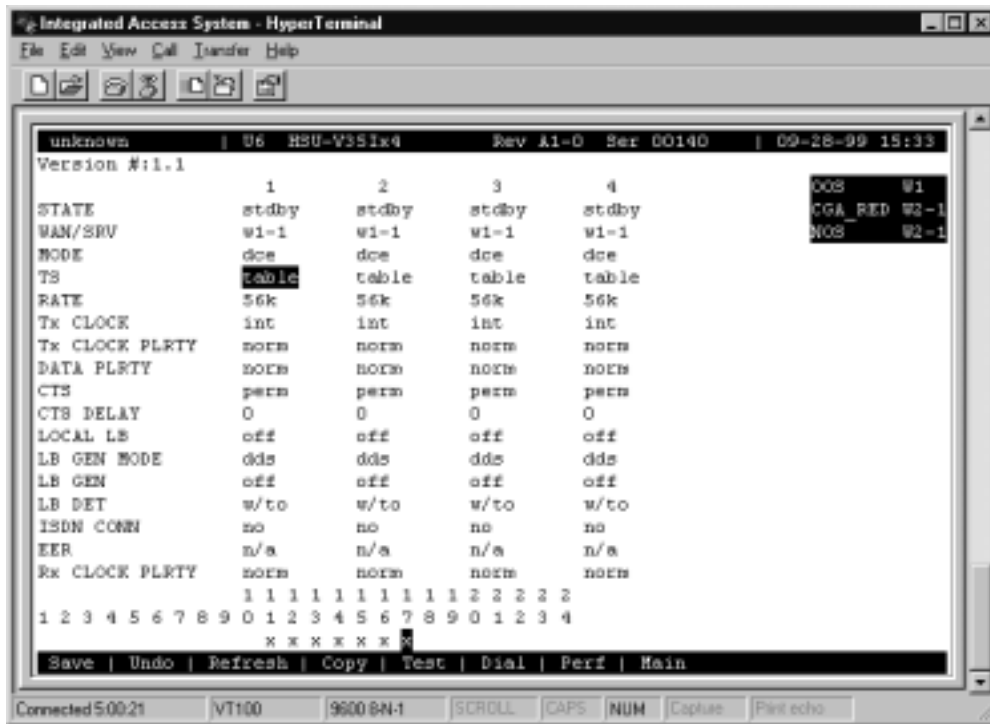 Integrated Access System - HyperTerminal
File Edit View Call Transfer Help
unknown | U6 HSU-V35Ix4 Rev A1-0 Ser 00140 | 09-28-99 15:33
Version #:1.1
1 2 3 4 OOS W1
STATE stdby stdby stdby stdby CGA_RED W2-1
WAN/SRV w1-1 w1-1 w1-1 w1-1 NOS W2-1
MODE dce dce dce dce
TS table table table table
RATE 56k 56k 56k 56k
Tx CLOCK int int int int
Tx CLOCK PLRTY norm norm norm norm
DATA PLRTY norm norm norm norm
CTS perm perm perm perm
CTS DELAY 0 0 0 0
LOCAL LB off off off off
LB GEN MODE dds dds dds dds
LB GEN off off off off
LB DET w/to w/to w/to w/to
ISDN CONN no no no no
EER n/a n/a n/a n/a
Rx CLOCK PLRTY norm norm norm norm
1 1 1 1 1 1 1 1 1 1 2 2 2 2 2
1 2 3 4 5 6 7 8 9 0 1 2 3 4 5 6 7 8 9 0 1 2 3 4
x x x x x x x
Save | Undo | Refresh | Copy | Test | Dial | Perf | Main
Connected 5:00:21 VT100 9600 8-N-1 SCROLL CAPS NUM Capture Print echo